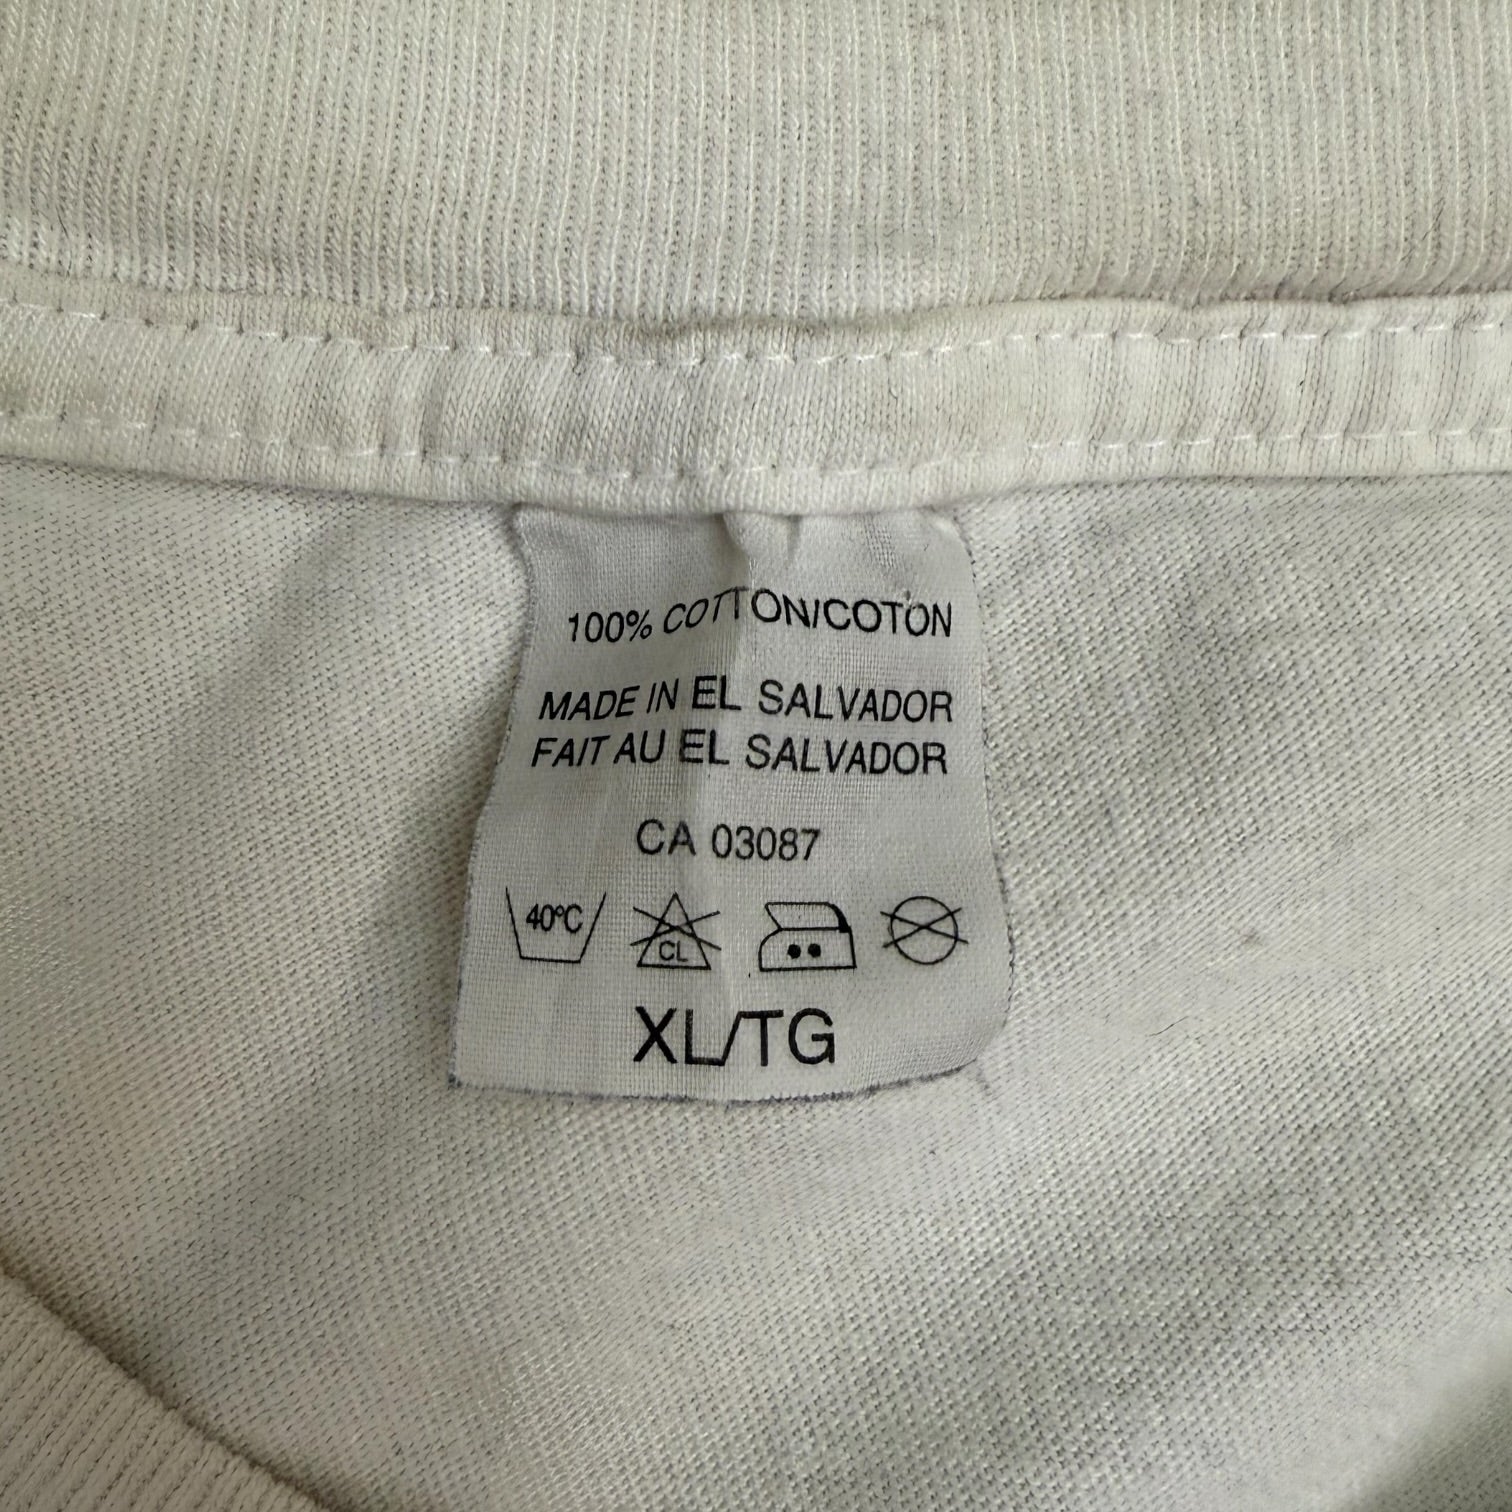 100% COTTON/COTON
MADE IN EL SALVADOR
FAIT AU EL SALVADOR
CA 03087
40°C CL
XL/TG